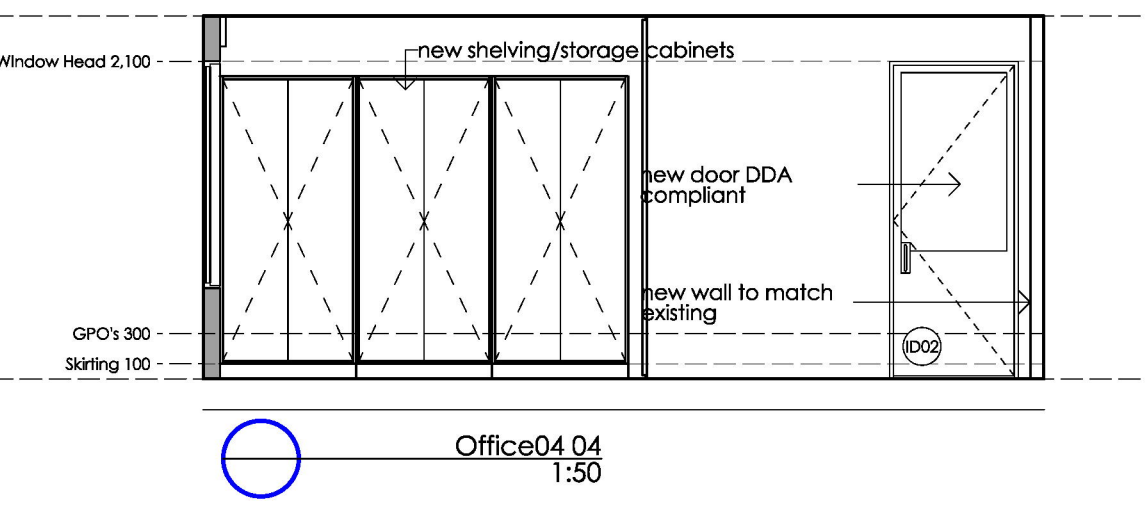 new shelving/storage cabinets
Window Head 2,100
new door DDA
compliant
new wall to match
existing
GPO's 300
ID02
Skirting 100
Office04 04
1:50